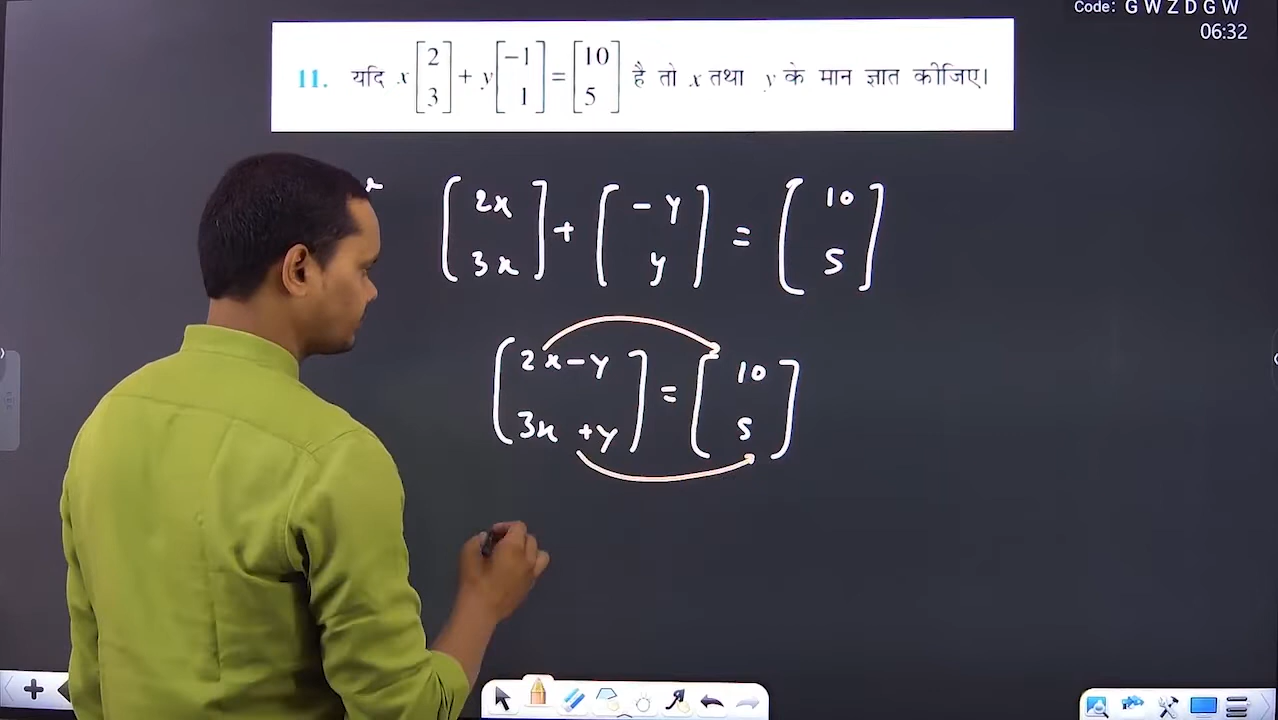 Code: G W Z D G W
06:32
11. यदि x [2 3] + y [−1 1] = [10 5] है तो x तथा y के मान ज्ञात कीजिए।
[2x 3x] + [−y y] = [10 5]
[2x−y 3x+y] = [10 5]